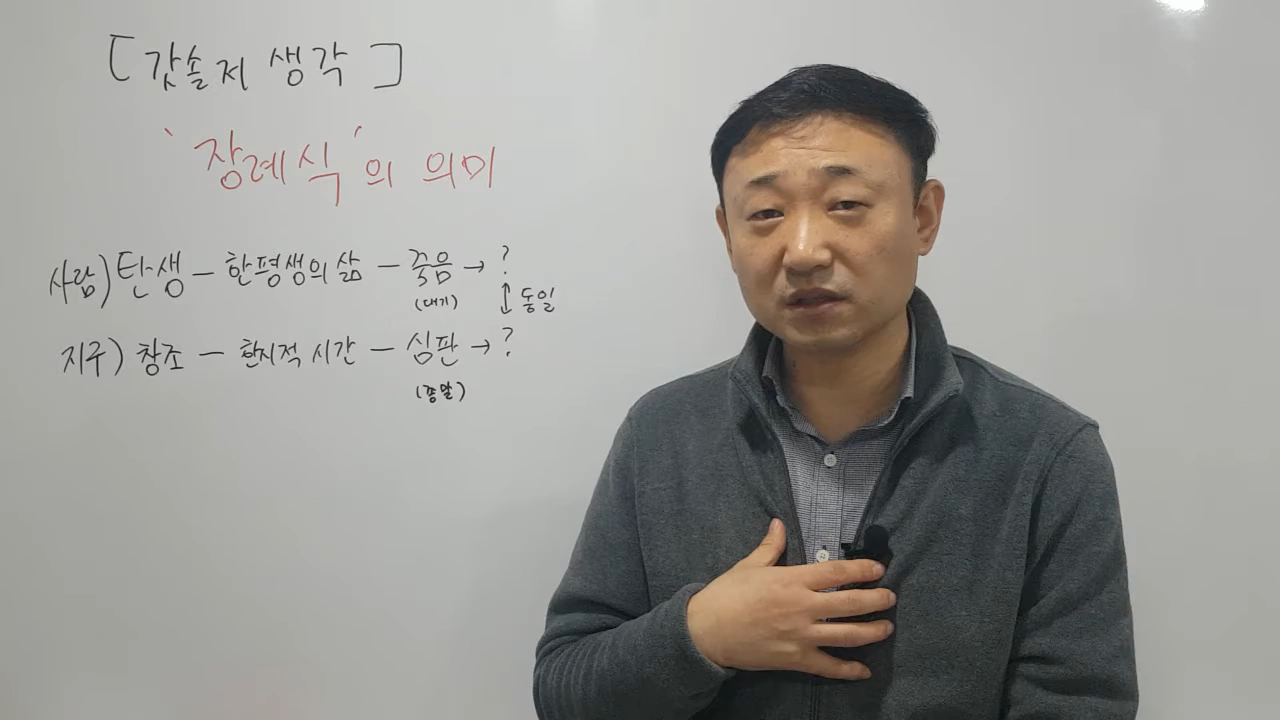 [갓솔저 생각]
'장례식'의 의미
사람) 탄생 - 한평생의 삶 - 죽음 → ?
(대기) ↕ 동일
지구) 창조 - 한시적 시간 - 심판 → ?
(종말)